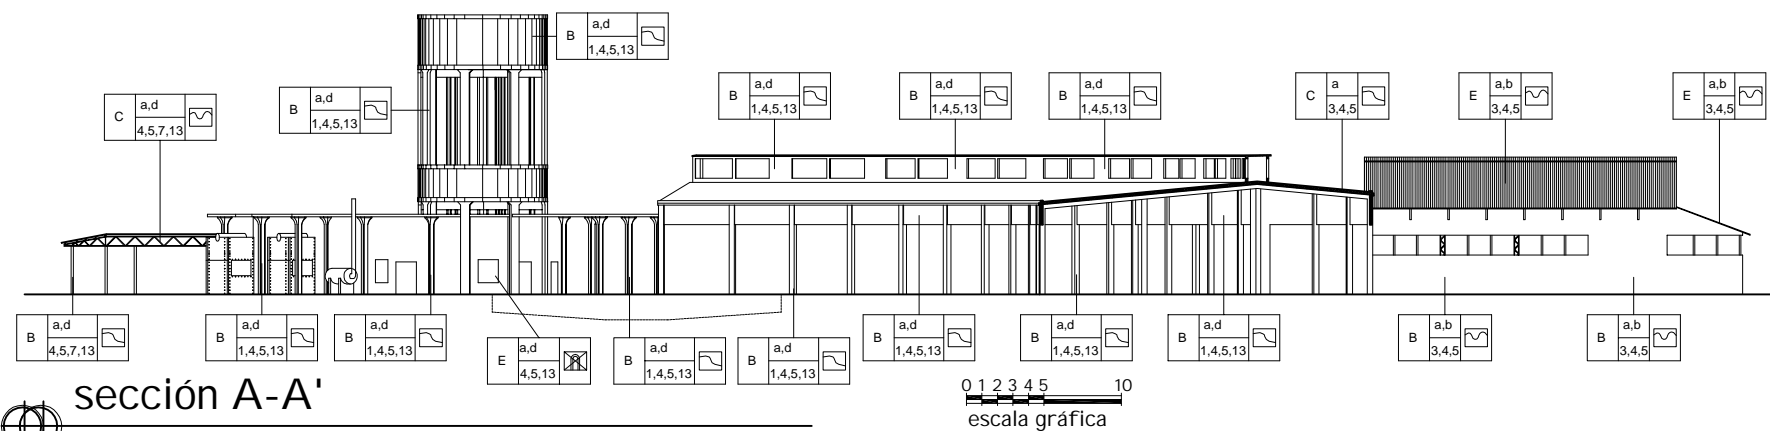 B a,d 1,4,5,13
B a,d 1,4,5,13
C a,d 4,5,7,13
B a,d 1,4,5,13
B a,d 1,4,5,13
B a,d 1,4,5,13
C a 3,4,5
E a,b 3,4,5
E a,b 3,4,5
B a,d 4,5,7,13
B a,d 1,4,5,13
B a,d 1,4,5,13
E a,d 4,5,13
B a,d 1,4,5,13
B a,d 1,4,5,13
B a,d 1,4,5,13
B a,d 1,4,5,13
B a,d 1,4,5,13
B a,b 3,4,5
B a,b 3,4,5
sección A-A'
0 1 2 3 4 5 10
escala gráfica